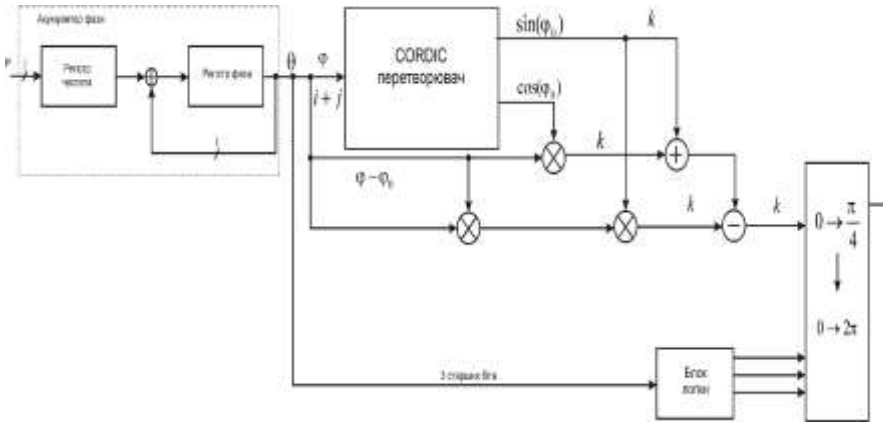 Акумулятор фази
Регістр
частоти
Регістр фази
θ
φ
i + j
CORDIC
перетворювач
sin(φ₀)
cos(φ₀)
k
k
φ − φ₀
k
k
0 → π/4
0 → 2π
3 старших біта
Блок
логіки